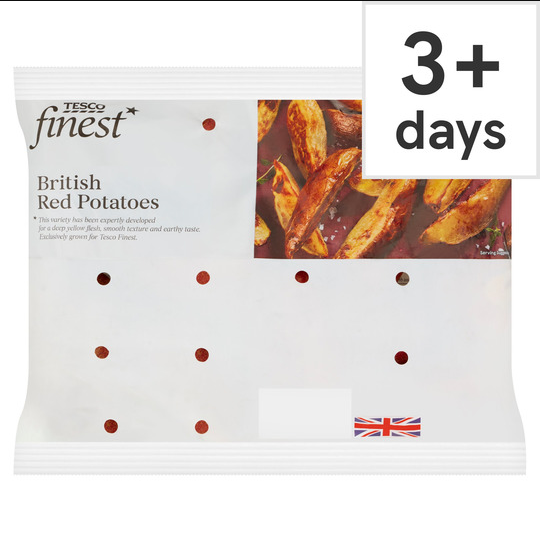 3+
days
TESCO
finest*
British
Red Potatoes
* This variety has been expertly developed
for a deep yellow flesh, smooth texture and earthy taste.
Exclusively grown for Tesco Finest.
Serving